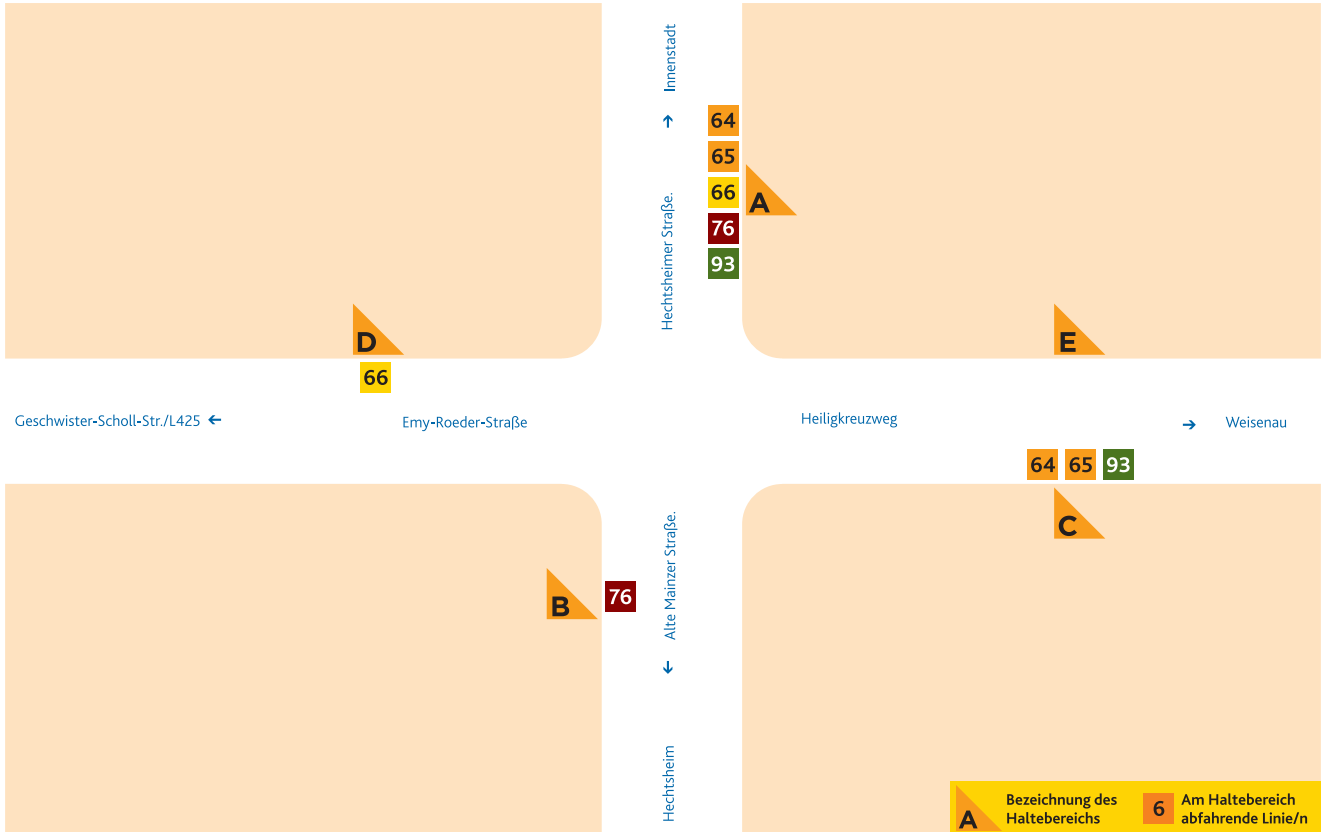 Innenstadt
→
Hechtsheimer Straße.
64
65
66
76
93
A
D
66
E
Geschwister-Scholl-Str./L425 ←
Emy-Roeder-Straße
Heiligkreuzweg
→ Weisenau
64 65 93
C
B
76
Alte Mainzer Straße.
←
Hechtsheim
A
Bezeichnung des
Haltebereichs
6
Am Haltebereich
abfahrende Linie/n